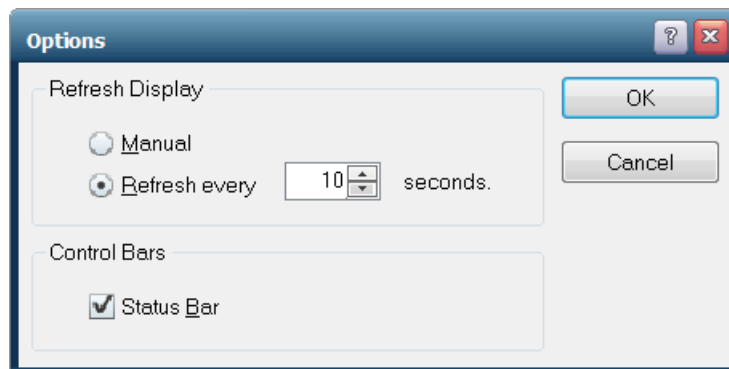 Options
Refresh Display
OK
Manual
Cancel
Refresh every 10 seconds.
Control Bars
Status Bar